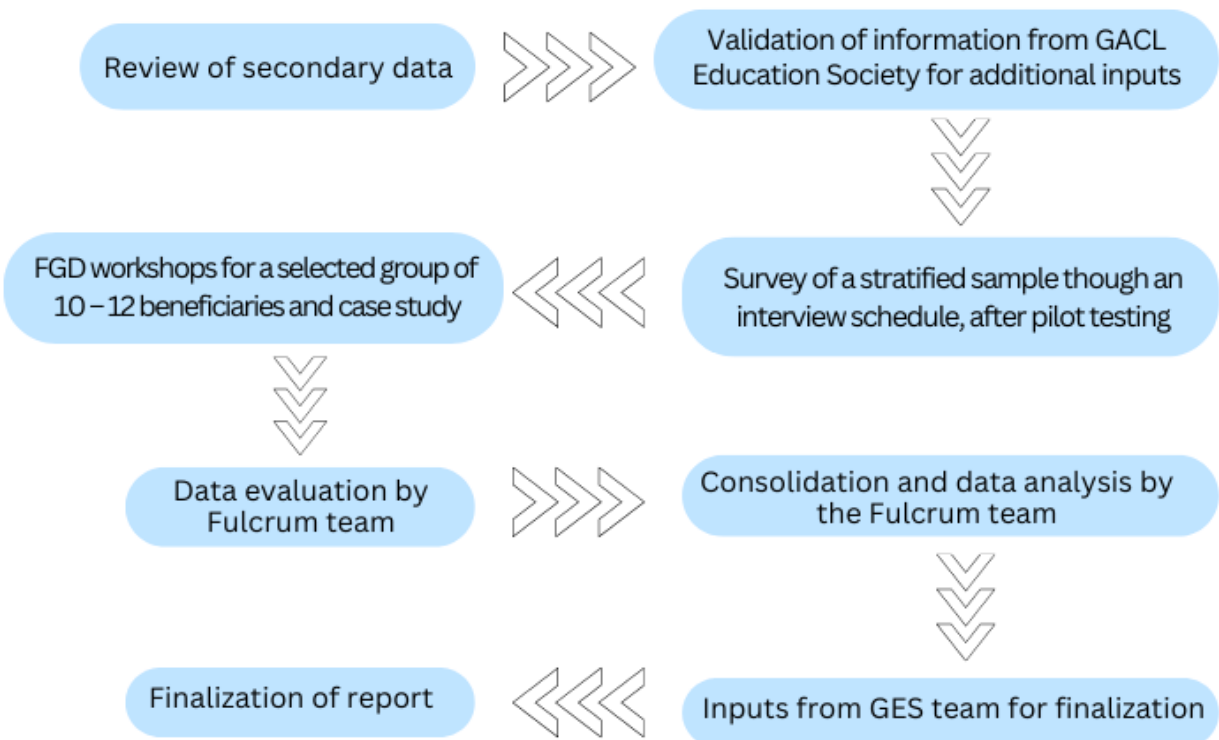 Review of secondary data
Validation of information from GACL
Education Society for additional inputs
Survey of a stratified sample though an
interview schedule, after pilot testing
FGD workshops for a selected group of
10 – 12 beneficiaries and case study
Data evaluation by
Fulcrum team
Consolidation and data analysis by
the Fulcrum team
Inputs from GES team for finalization
Finalization of report